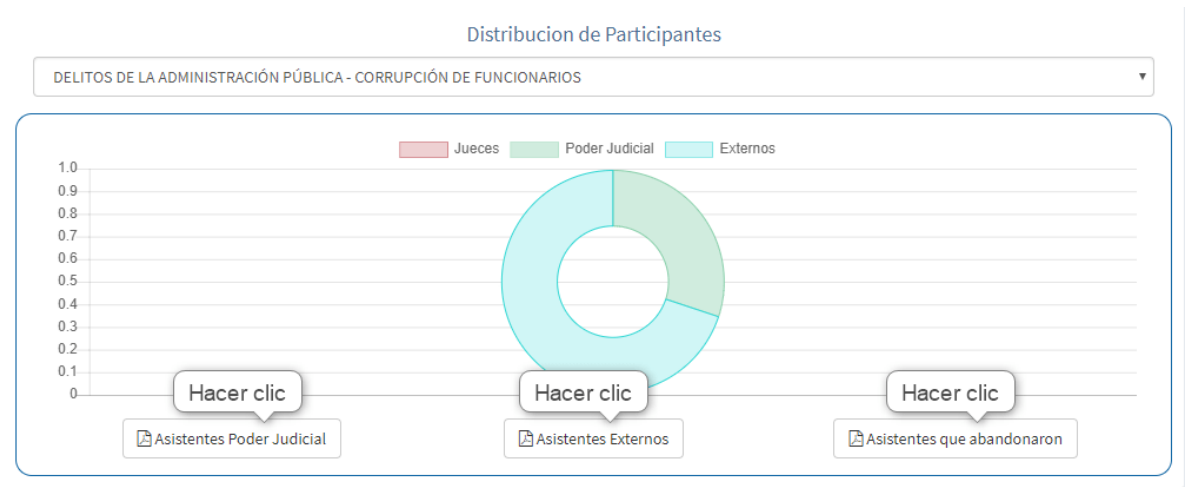 Distribucion de Participantes
DELITOS DE LA ADMINISTRACIÓN PÚBLICA - CORRUPCIÓN DE FUNCIONARIOS
Jueces Poder Judicial Externos
1.0
0.9
0.8
0.7
0.6
0.5
0.4
0.3
0.2
0.1
0
Hacer clic Hacer clic Hacer clic
Asistentes Poder Judicial Asistentes Externos Asistentes que abandonaron